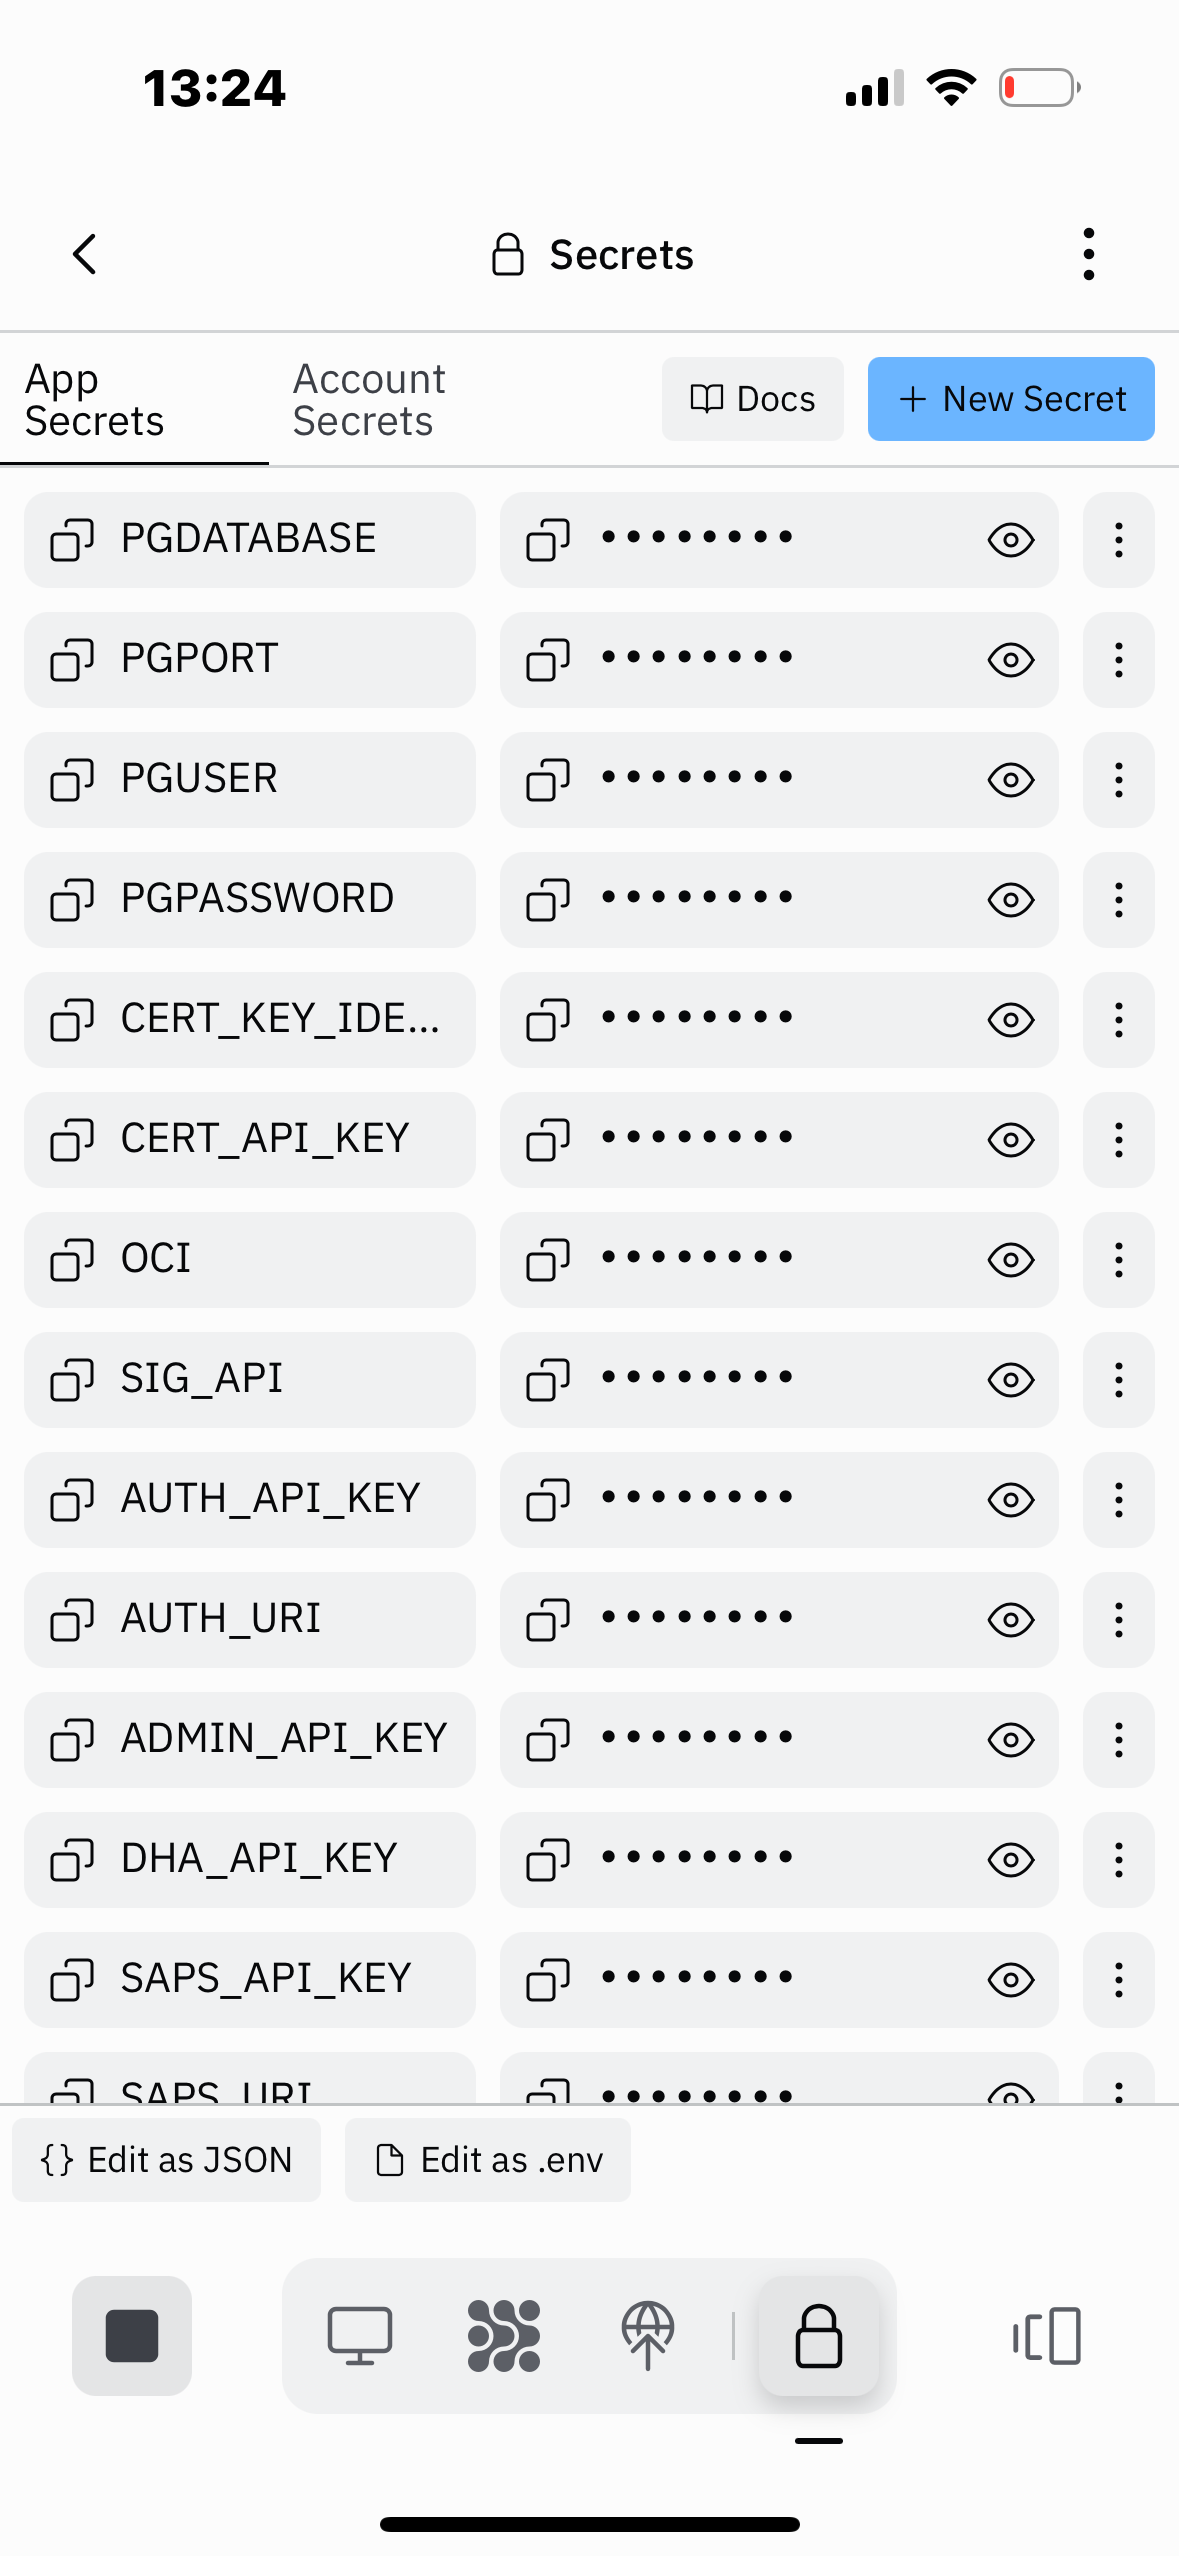 13:24
Secrets
App
Secrets
Account
Secrets
Docs
New Secret
PGDATABASE ••••••••
PGPORT ••••••••
PGUSER ••••••••
PGPASSWORD ••••••••
CERT_KEY_IDE... ••••••••
CERT_API_KEY ••••••••
OCI ••••••••
SIG_API ••••••••
AUTH_API_KEY ••••••••
AUTH_URI ••••••••
ADMIN_API_KEY ••••••••
DHA_API_KEY ••••••••
SAPS_API_KEY ••••••••
SAPS_URI ••••••••
{} Edit as JSON
Edit as .env